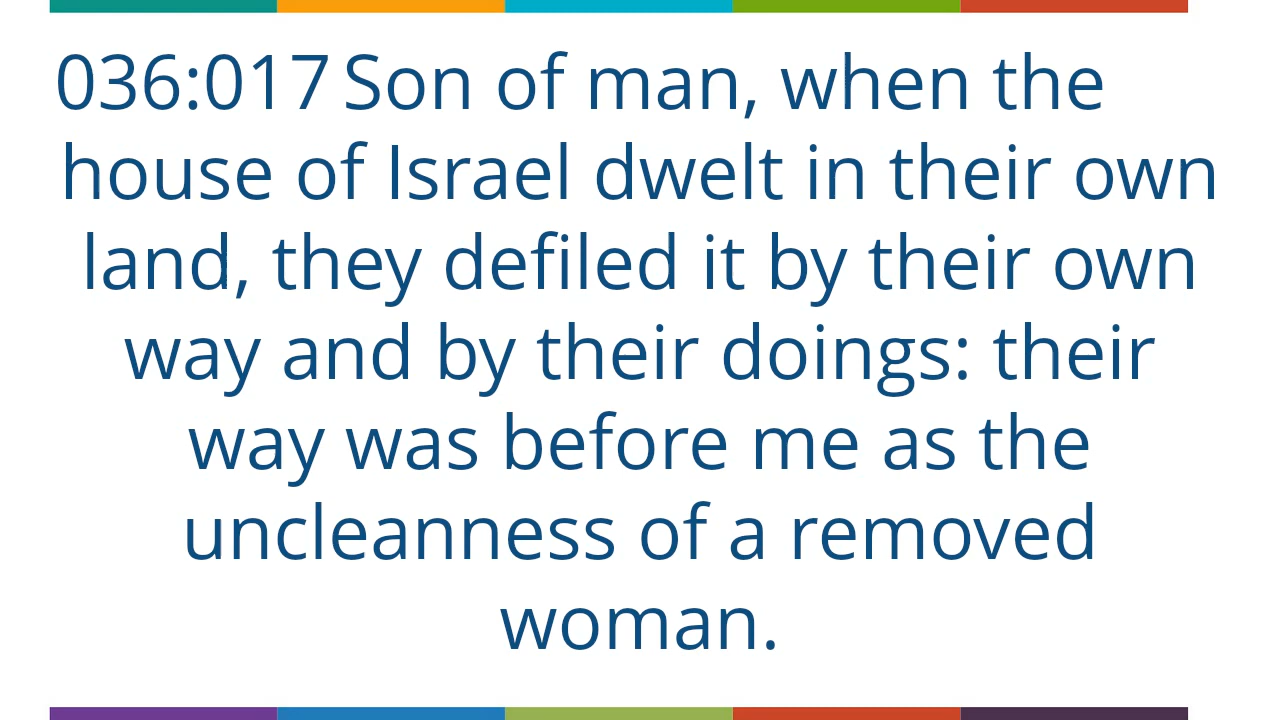 036:017 Son of man, when the
house of Israel dwelt in their own
land, they defiled it by their own
way and by their doings: their
way was before me as the
uncleanness of a removed
woman.